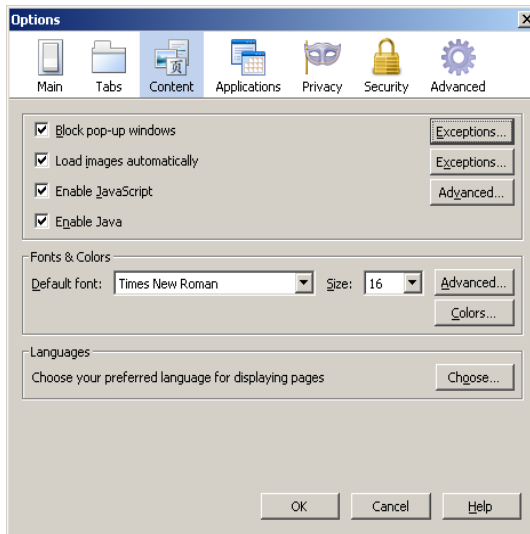 Options
Main Tabs Content Applications Privacy Security Advanced
Block pop-up windows Exceptions...
Load images automatically Exceptions...
Enable JavaScript Advanced...
Enable Java
Fonts & Colors
Default font: Times New Roman Size: 16 Advanced...
Colors...
Languages
Choose your preferred language for displaying pages Choose...
OK Cancel Help